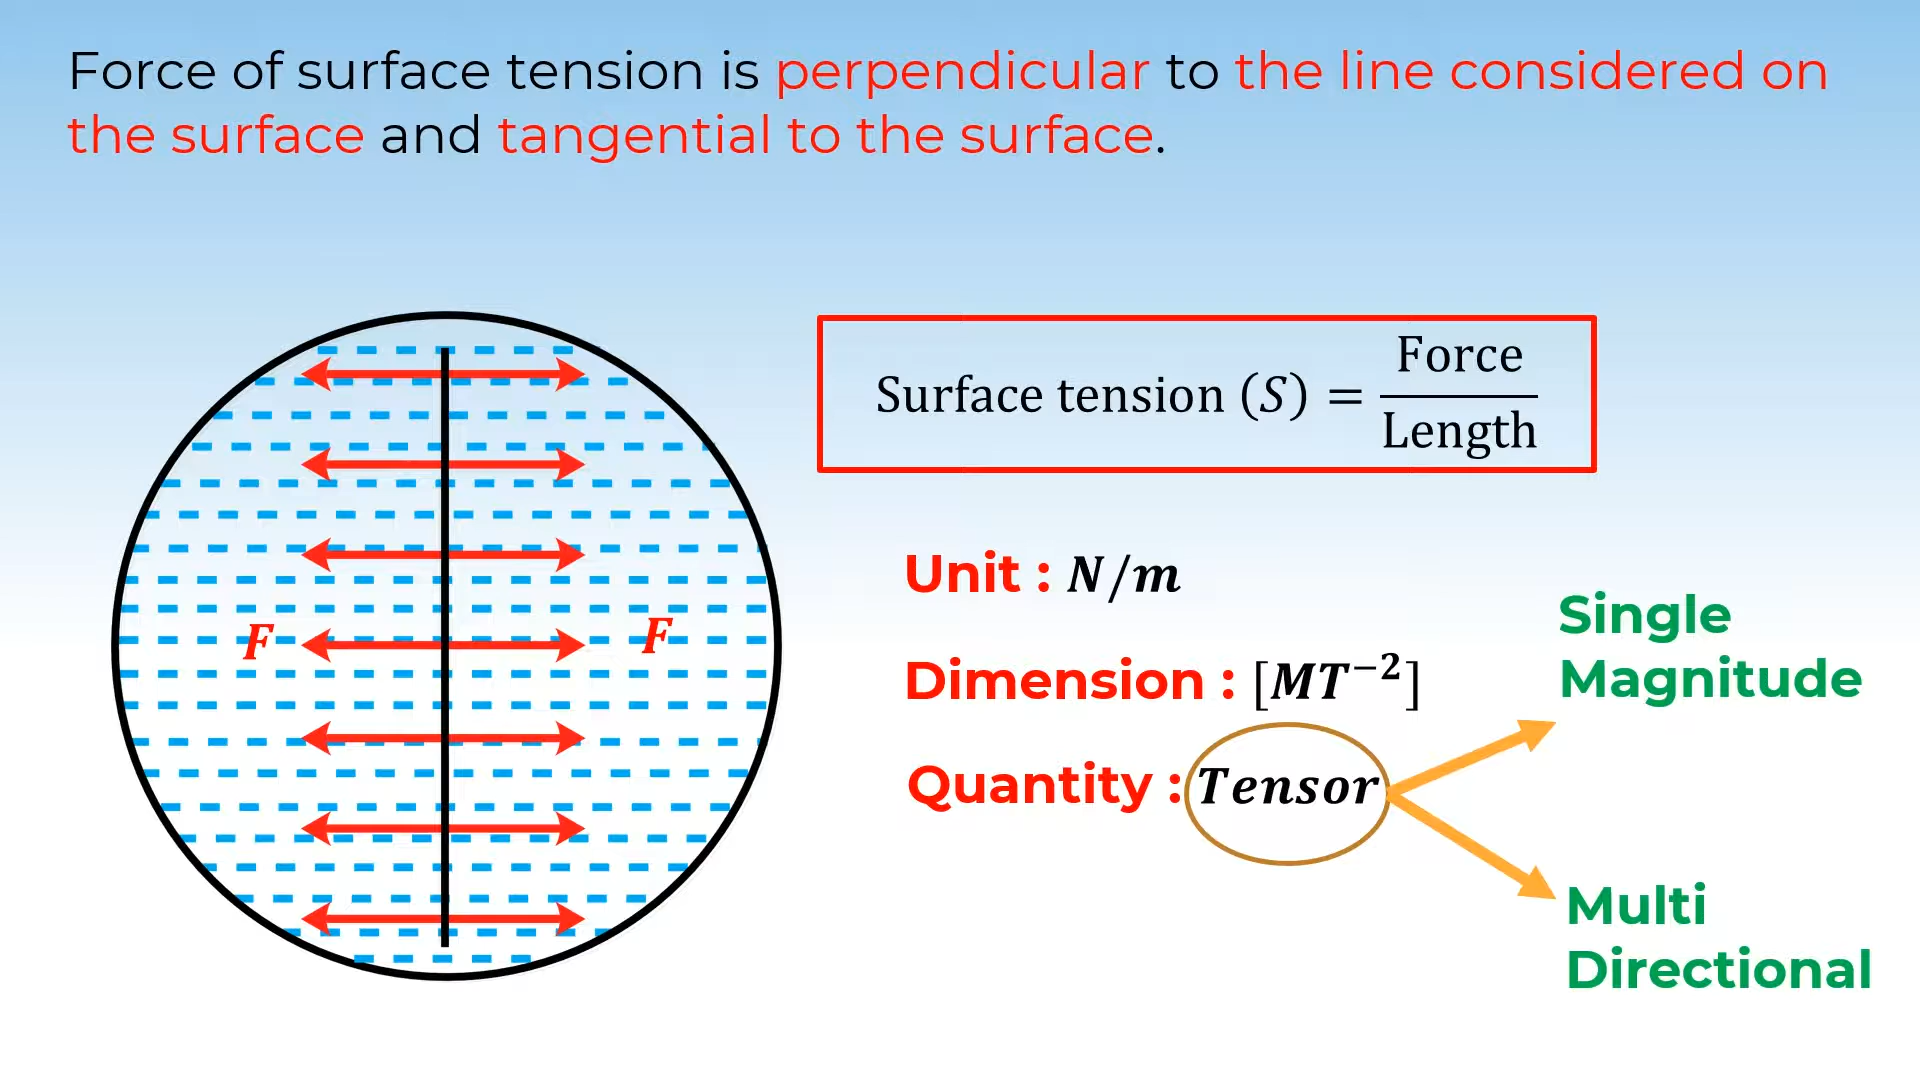 Force of surface tension is perpendicular to the line considered on
the surface and tangential to the surface.
Surface tension (S) = Force / Length
F F
Unit : N/m
Dimension : [MT⁻²]
Quantity : Tensor
Single
Magnitude
Multi
Directional